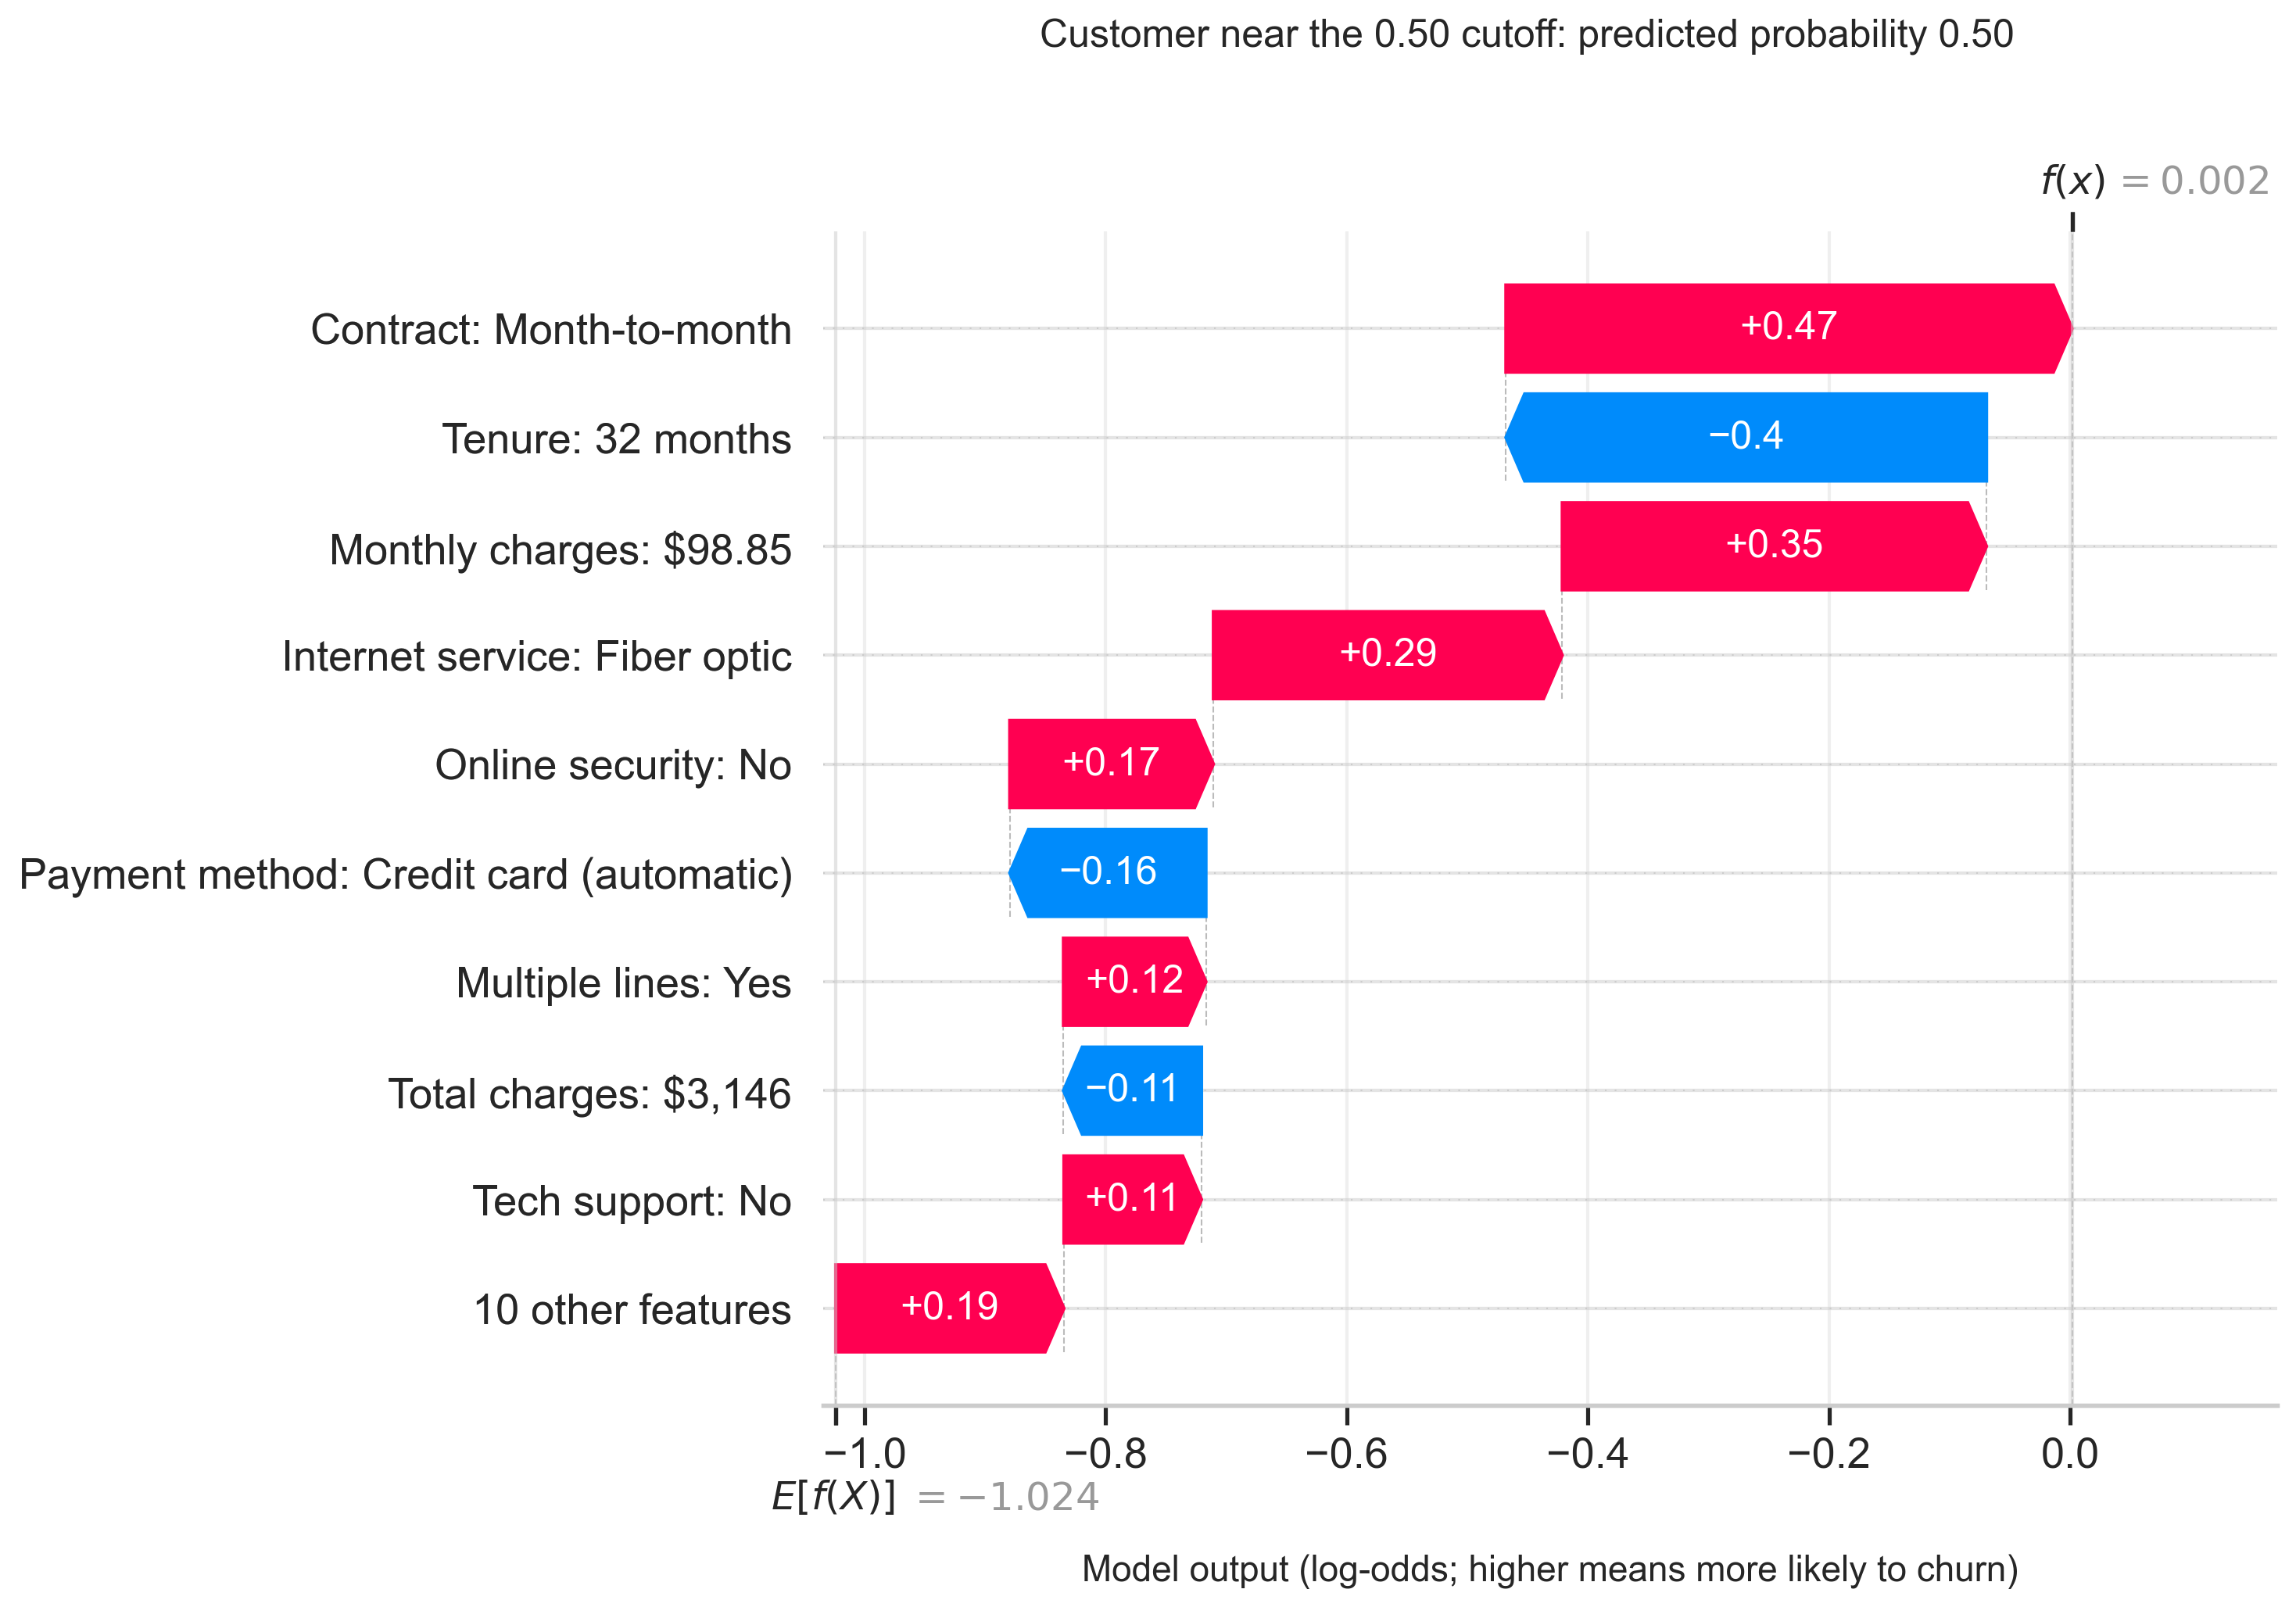 Customer near the 0.50 cutoff: predicted probability 0.50
f(x) = 0.002
Contract: Month-to-month +0.47
Tenure: 32 months −0.4
Monthly charges: $98.85 +0.35
Internet service: Fiber optic +0.29
Online security: No +0.17
Payment method: Credit card (automatic) −0.16
Multiple lines: Yes +0.12
Total charges: $3,146 −0.11
Tech support: No +0.11
10 other features +0.19
−1.0 −0.8 −0.6 −0.4 −0.2 0.0
E[f(X)] = −1.024
Model output (log-odds; higher means more likely to churn)